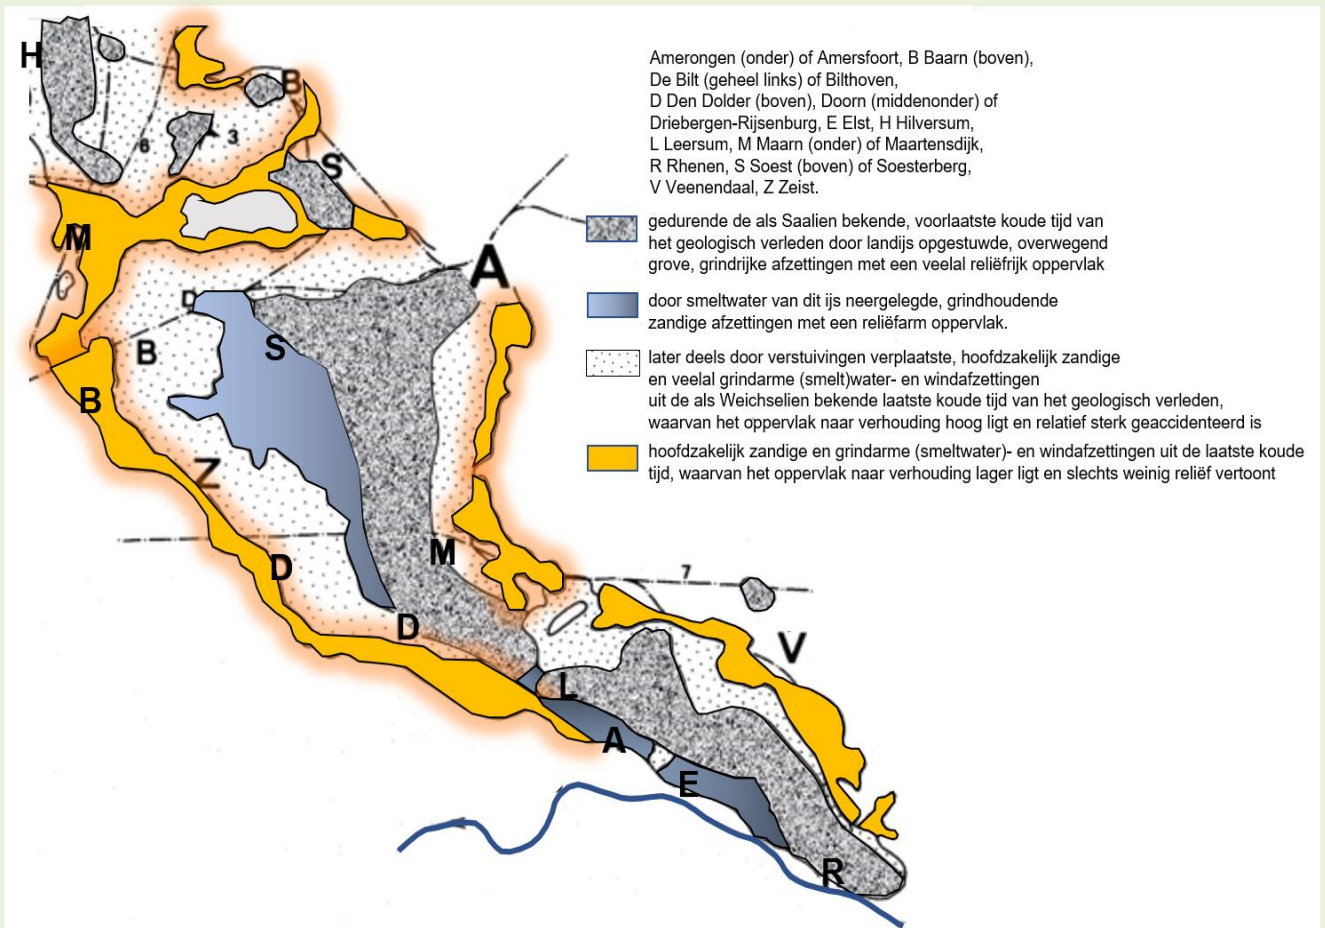 H
B
3
6
S
M
A
D
S
B
B
Z
M
D
7
D
V
L
A
E
R
Amerongen (onder) of Amersfoort, B Baarn (boven),
De Bilt (geheel links) of Bilthoven,
D Den Dolder (boven), Doorn (middenonder) of
Driebergen-Rijsenburg, E Elst, H Hilversum,
L Leersum, M Maarn (onder) of Maartensdijk,
R Rhenen, S Soest (boven) of Soesterberg,
V Veenendaal, Z Zeist.
gedurende de als Saalien bekende, voorlaatste koude tijd van
het geologisch verleden door landijs opgestuwde, overwegend
grove, grindrijke afzettingen met een veelal reliëfrijk oppervlak
door smeltwater van dit ijs neergelegde, grindhoudende
zandige afzettingen met een reliëfarm oppervlak.
later deels door verstuivingen verplaatste, hoofdzakelijk zandige
en veelal grindarme (smelt)water- en windafzettingen
uit de als Weichselien bekende laatste koude tijd van het geologisch verleden,
waarvan het oppervlak naar verhouding hoog ligt en relatief sterk geaccidenteerd is
hoofdzakelijk zandige en grindarme (smeltwater)- en windafzettingen uit de laatste koude
tijd, waarvan het oppervlak naar verhouding lager ligt en slechts weinig reliëf vertoont